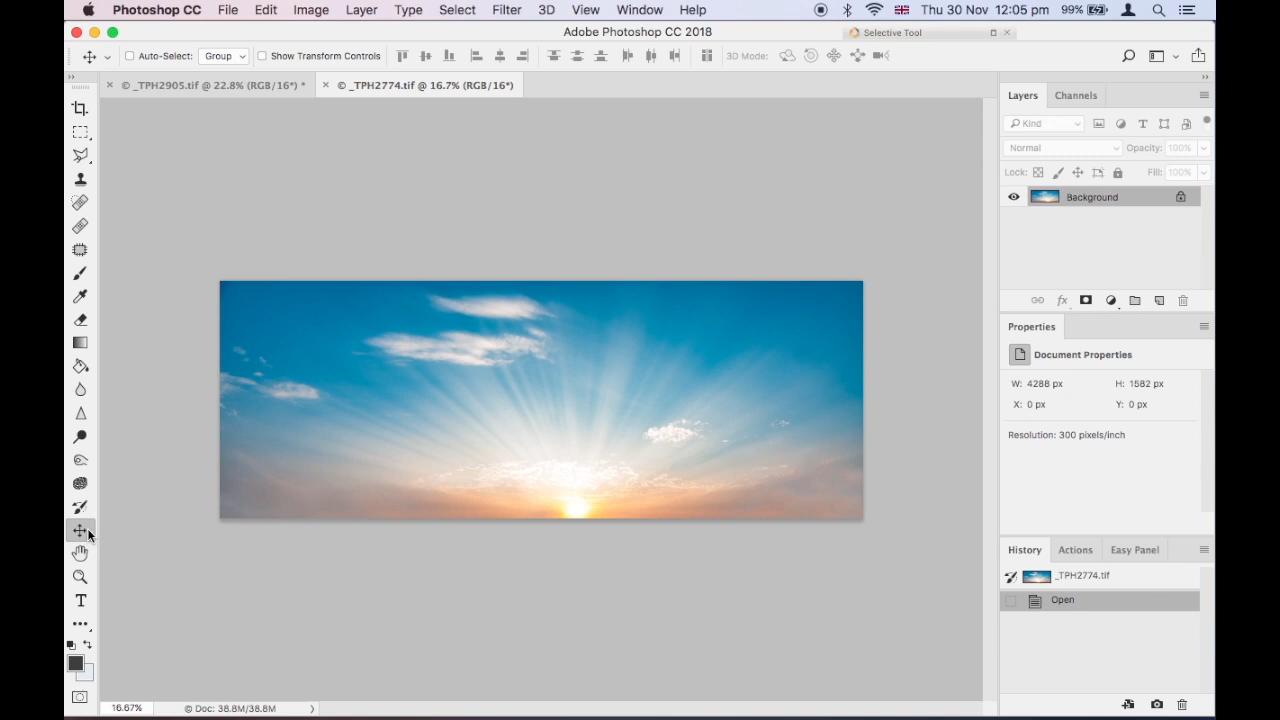 Photoshop CC File Edit Image Layer Type Select Filter 3D View Window Help Thu 30 Nov 12:05 pm 99%
Adobe Photoshop CC 2018 Selective Tool
Auto-Select: Group Show Transform Controls 3D Mode:
© _TPH2905.tif @ 22.8% (RGB/16*) * © _TPH2774.tif @ 16.7% (RGB/16*)
Layers Channels
Kind
Normal Opacity: 100%
Lock: Fill: 100%
Background
fx
Properties
Document Properties
W: 4288 px H: 1582 px
X: 0 px Y: 0 px
Resolution: 300 pixels/inch
History Actions Easy Panel
_TPH2774.tif
Open
16.67% © Doc: 38.8M/38.8M